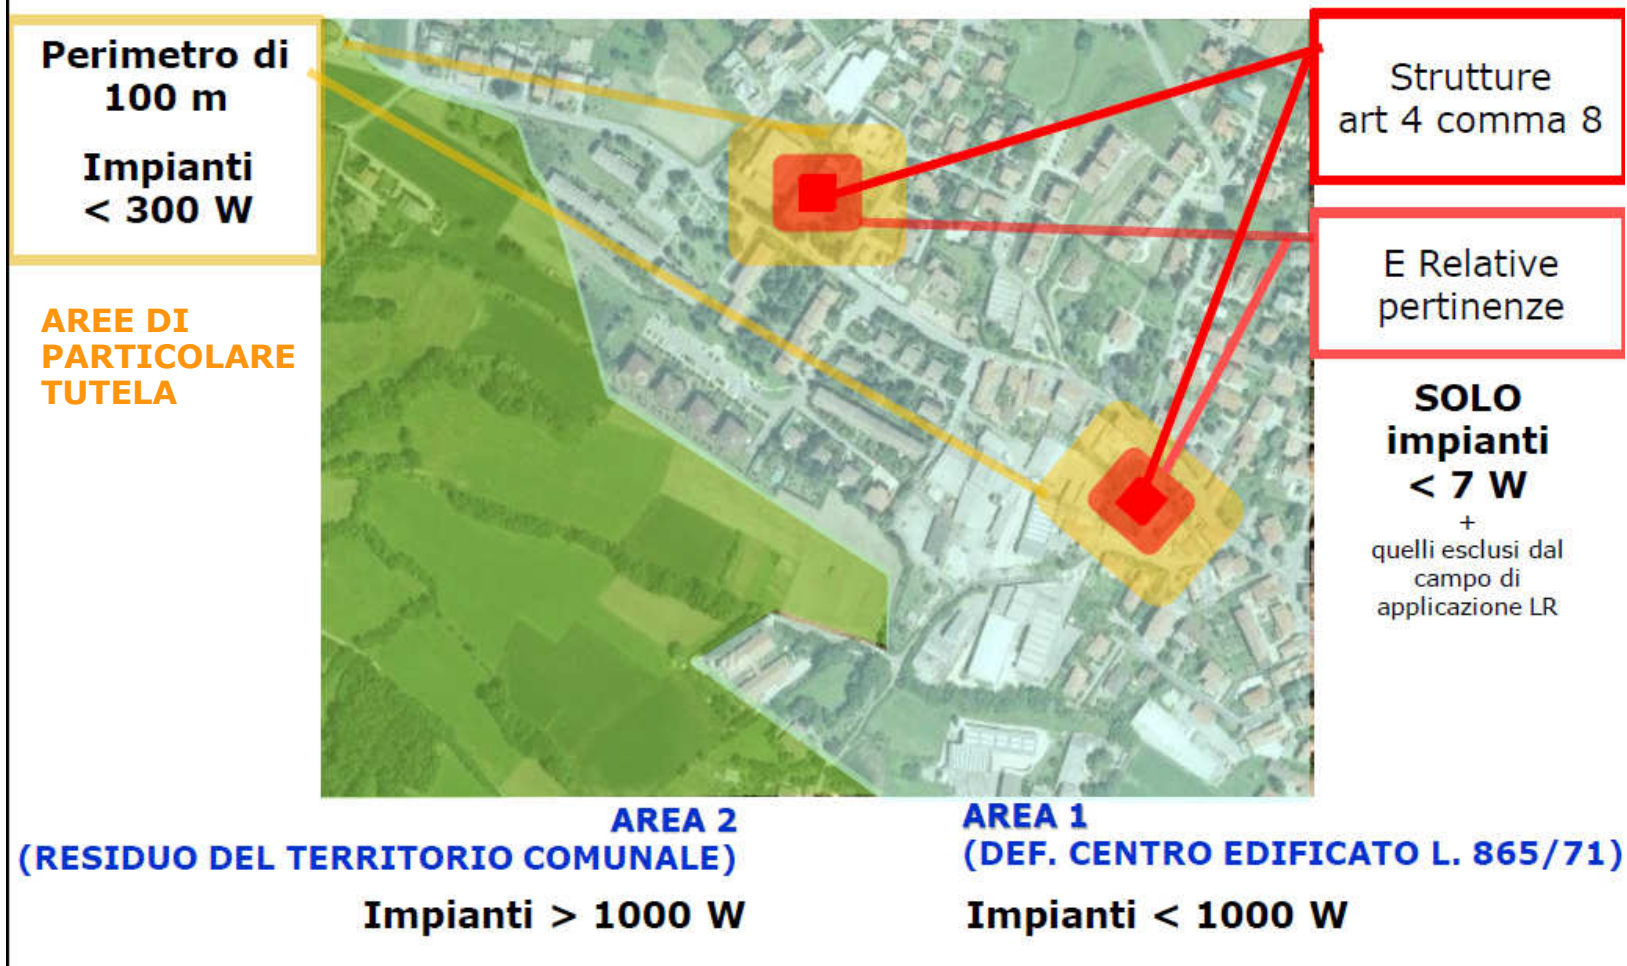 Perimetro di
100 m
Impianti
< 300 W
AREE DI
PARTICOLARE
TUTELA
Strutture
art 4 comma 8
E Relative
pertinenze
SOLO
impianti
< 7 W
+
quelli esclusi dal
campo di
applicazione LR
AREA 2
(RESIDUO DEL TERRITORIO COMUNALE)
Impianti > 1000 W
AREA 1
(DEF. CENTRO EDIFICATO L. 865/71)
Impianti < 1000 W